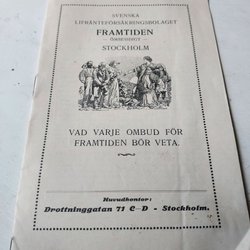 SVENSKA
LIFRÄNTEFÖRSÄKRINGSBOLAGET
FRAMTIDEN
ÖMSESIDIGT
STOCKHOLM
VAD VARJE OMBUD FÖR
FRAMTIDEN BÖR VETA.
Huvudkontor:
Drottninggatan 71 C–D - Stockholm.